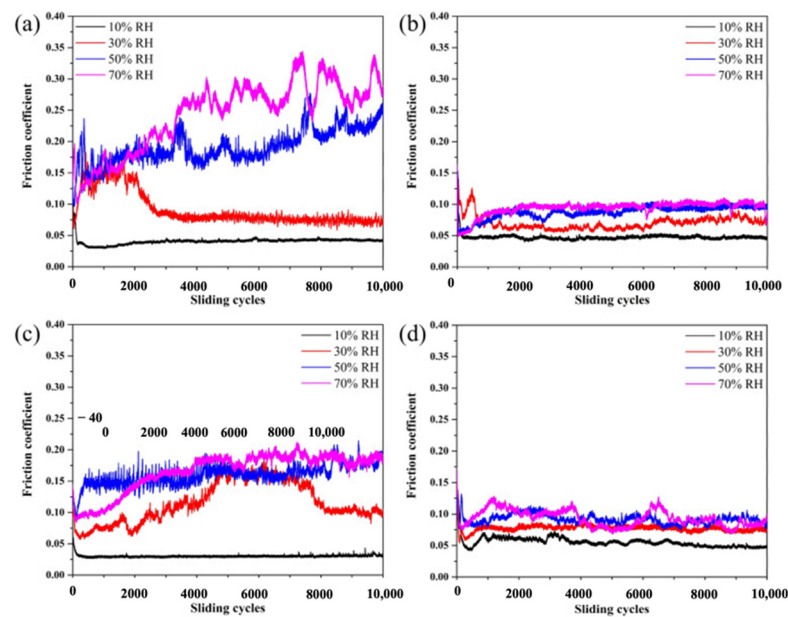 (a)
0.40
0.35
0.30
0.25
0.20
0.15
0.10
0.05
0.00
Friction coefficient
10% RH
30% RH
50% RH
70% RH
0 2000 4000 6000 8000 10,000
Sliding cycles
(b)
0.40
0.35
0.30
0.25
0.20
0.15
0.10
0.05
0.00
Friction coefficient
10% RH
30% RH
50% RH
70% RH
0 2000 4000 6000 8000 10,000
Sliding cycles
(c)
0.40
0.35
0.30
0.25
0.20
0.15
0.10
0.05
0.00
Friction coefficient
10% RH
30% RH
50% RH
70% RH
−40
0 2000 4000 6000 8000 10,000
0 2000 4000 6000 8000 10,000
Sliding cycles
(d)
0.40
0.35
0.30
0.25
0.20
0.15
0.10
0.05
0.00
Friction coefficient
10% RH
30% RH
50% RH
70% RH
0 2000 4000 6000 8000 10,000
Sliding cycles